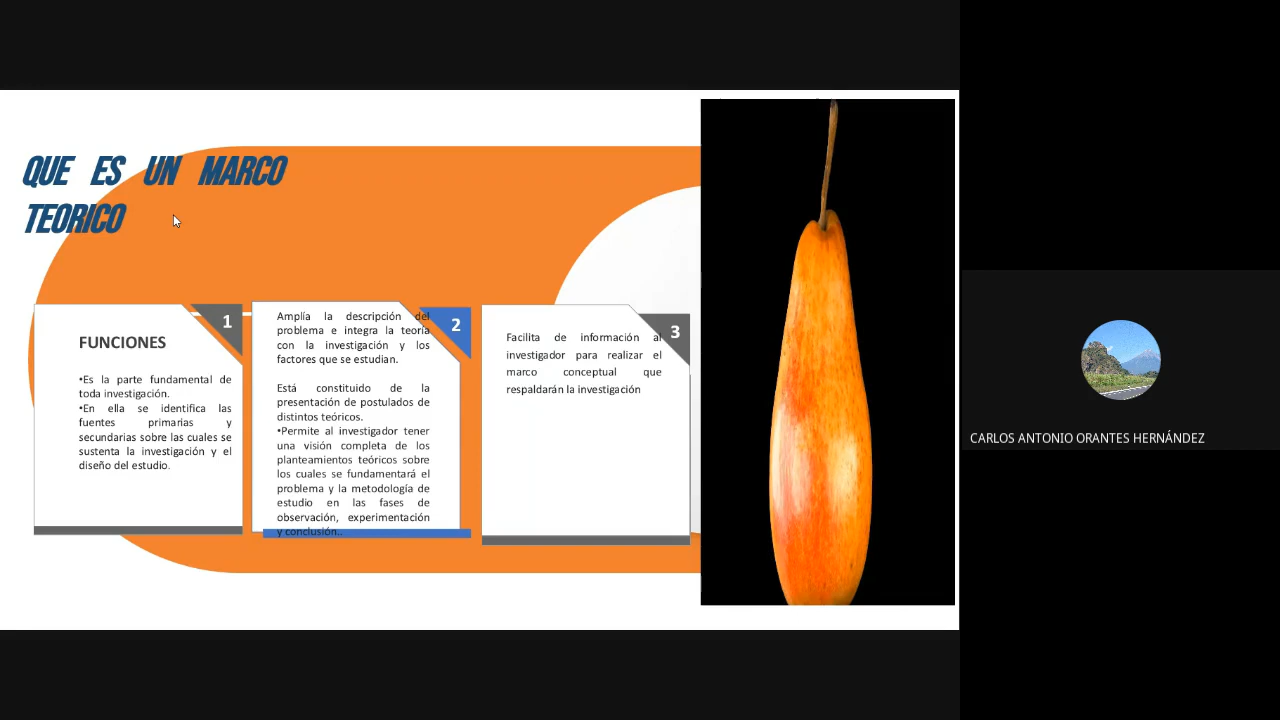 QUE ES UN MARCO
TEORICO
1
FUNCIONES
•Es la parte fundamental de
toda investigación.
•En ella se identifica las
fuentes primarias y
secundarias sobre las cuales se
sustenta la investigación y el
diseño del estudio.
2
Amplía la descripción del
problema e integra la teoría
con la investigación y los
factores que se estudian.
Está constituido de la
presentación de postulados de
distintos teóricos.
•Permite al investigador tener
una visión completa de los
planteamientos teóricos sobre
los cuales se fundamentará el
problema y la metodología de
estudio en las fases de
observación, experimentación
y conclusión..
3
Facilita de información al
investigador para realizar el
marco conceptual que
respaldarán la investigación
CARLOS ANTONIO ORANTES HERNÁNDEZ